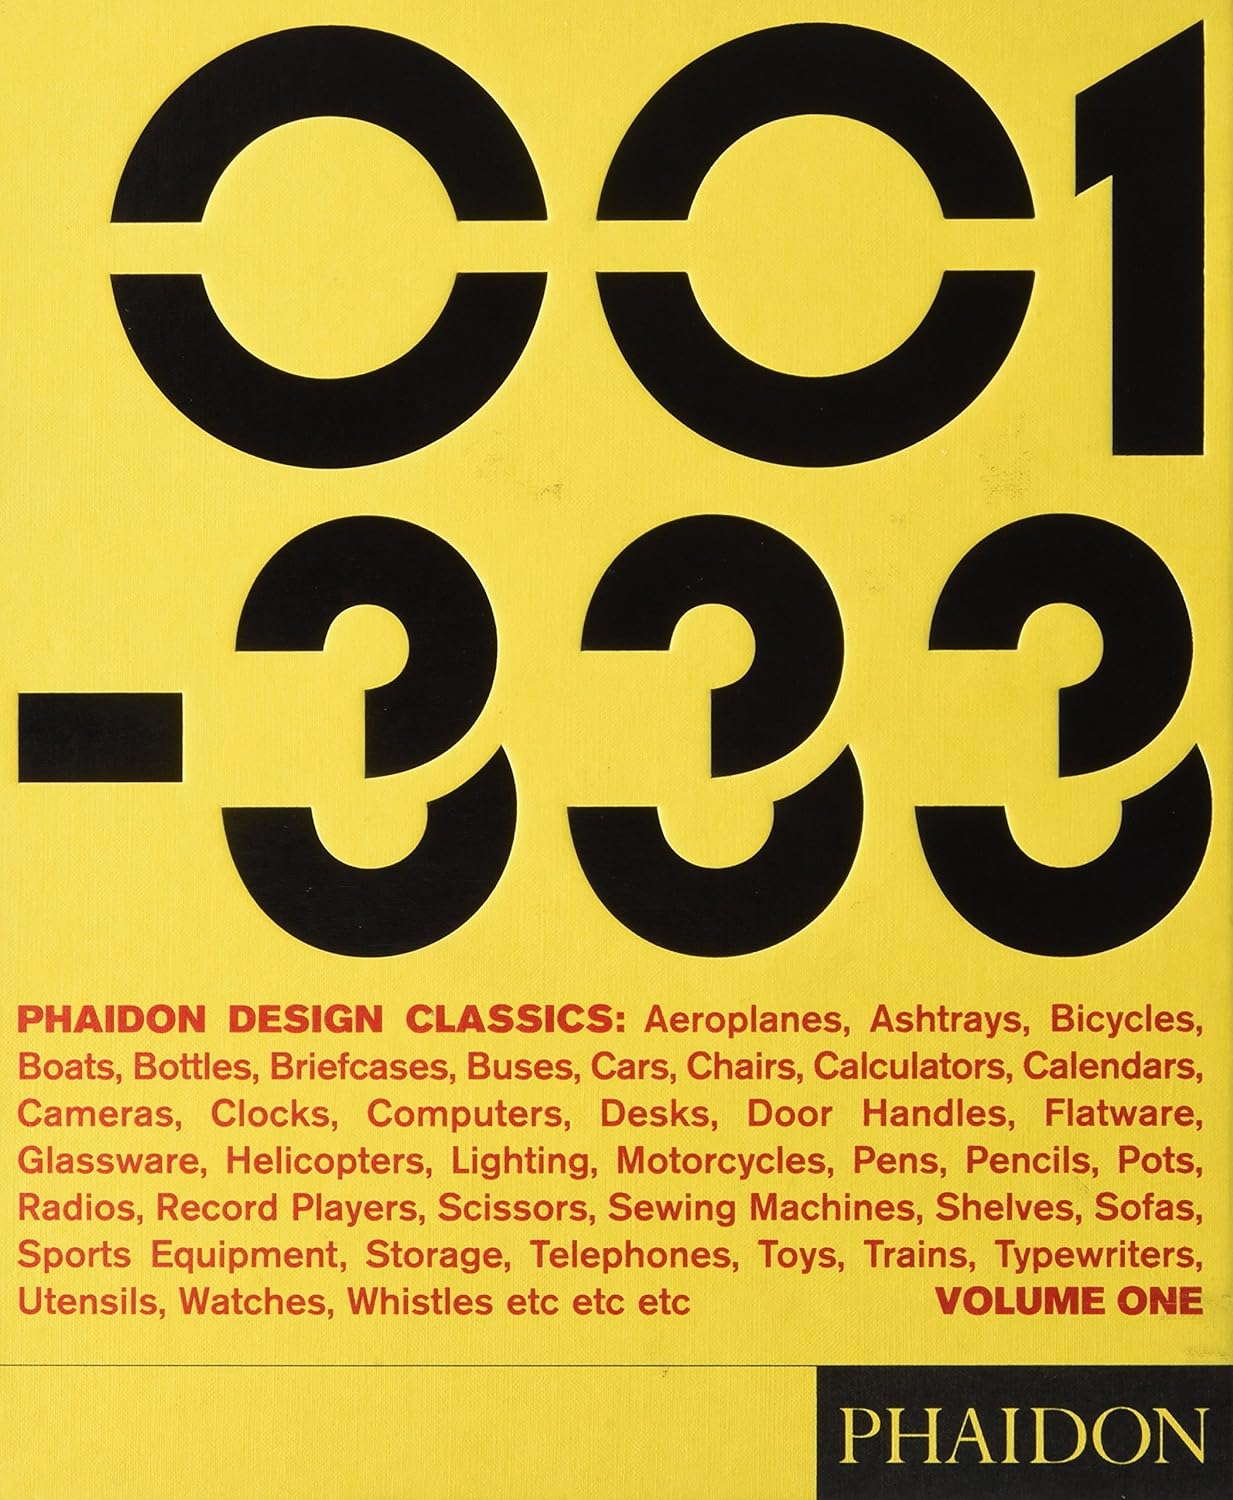 001
-333
PHAIDON DESIGN CLASSICS: Aeroplanes, Ashtrays, Bicycles,
Boats, Bottles, Briefcases, Buses, Cars, Chairs, Calculators, Calendars,
Cameras, Clocks, Computers, Desks, Door Handles, Flatware,
Glassware, Helicopters, Lighting, Motorcycles, Pens, Pencils, Pots,
Radios, Record Players, Scissors, Sewing Machines, Shelves, Sofas,
Sports Equipment, Storage, Telephones, Toys, Trains, Typewriters,
Utensils, Watches, Whistles etc etc etc VOLUME ONE
PHAIDON